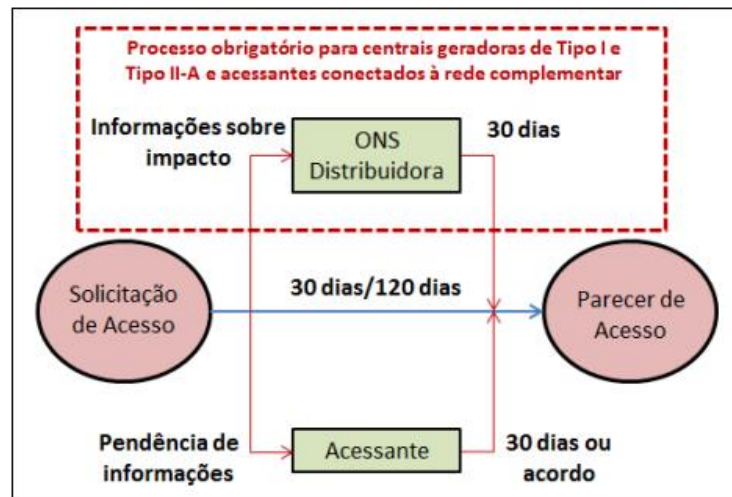 Processo obrigatório para centrais geradoras de Tipo I e
Tipo II-A e acessantes conectados à rede complementar
Informações sobre
impacto
ONS
Distribuidora
30 dias
Solicitação
de Acesso
30 dias/120 dias
Parecer de
Acesso
Pendência de
informações
Acessante
30 dias ou
acordo